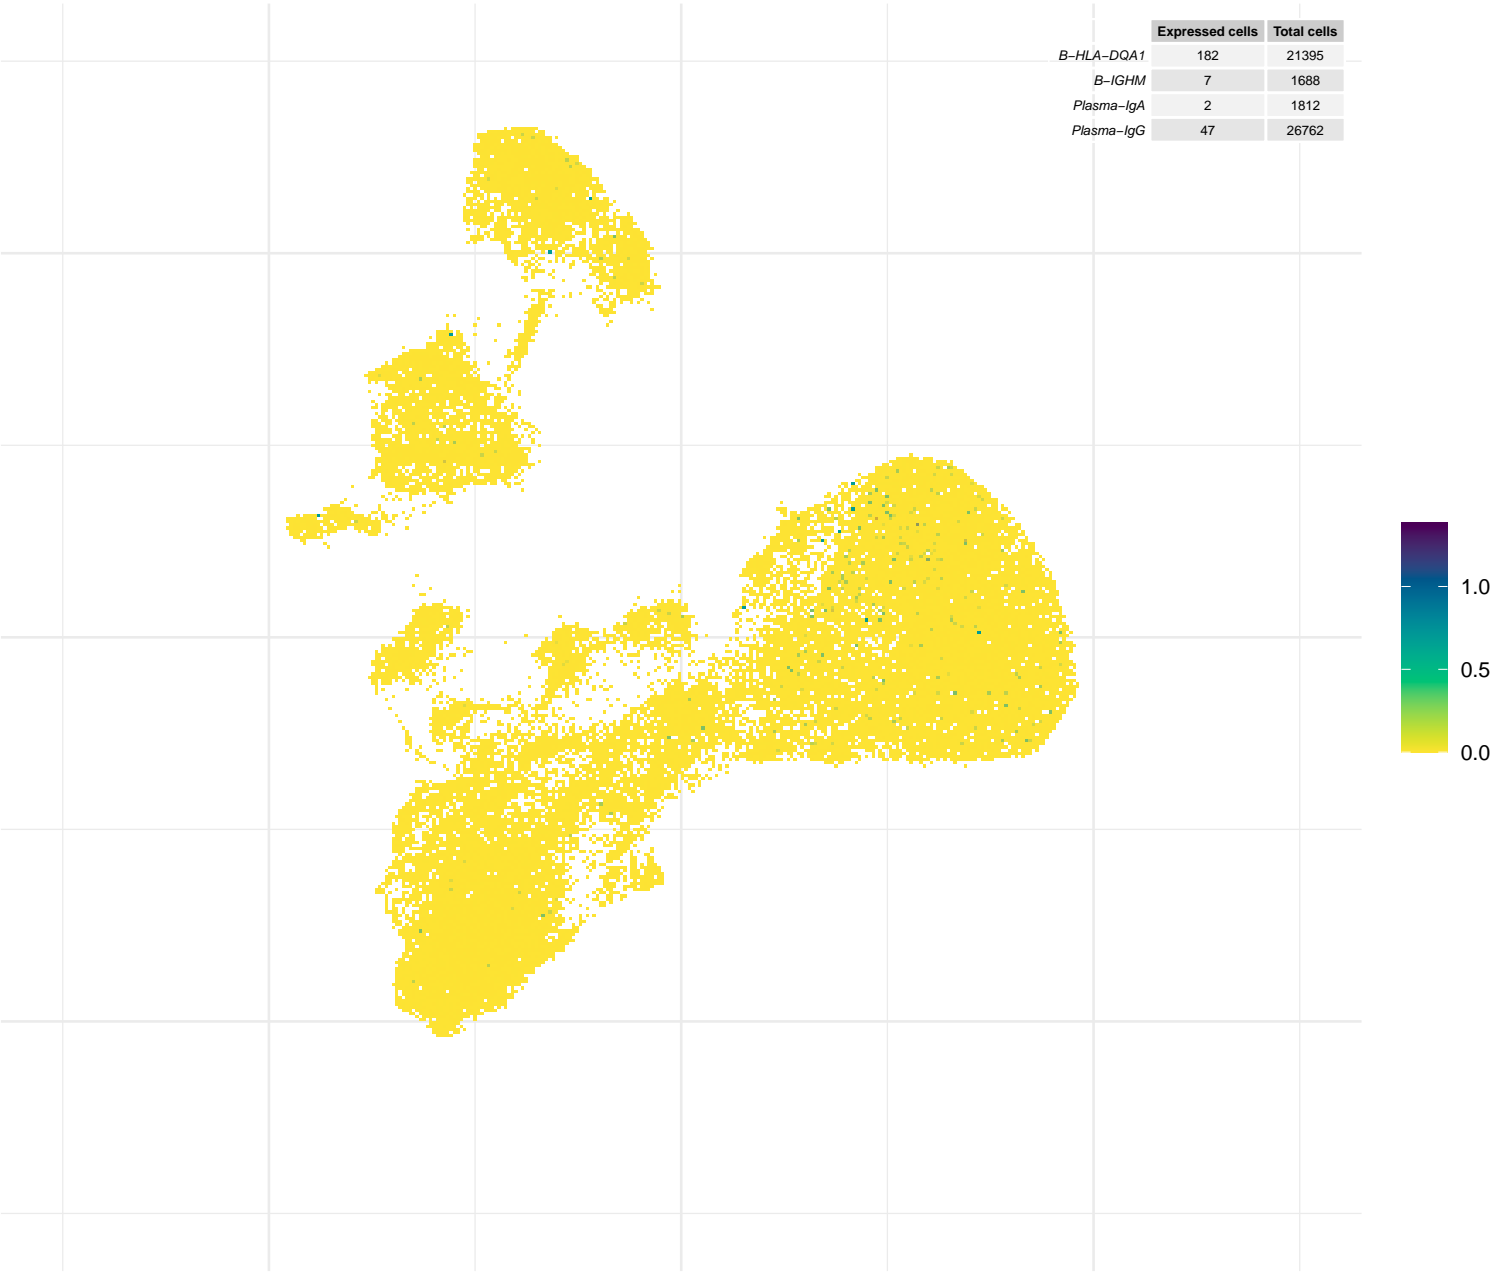 Expressed cells Total cells
B−HLA−DQA1 182 21395
B−IGHM 7 1688
Plasma−IgA 2 1812
Plasma−IgG 47 26762
1.0
0.5
0.0